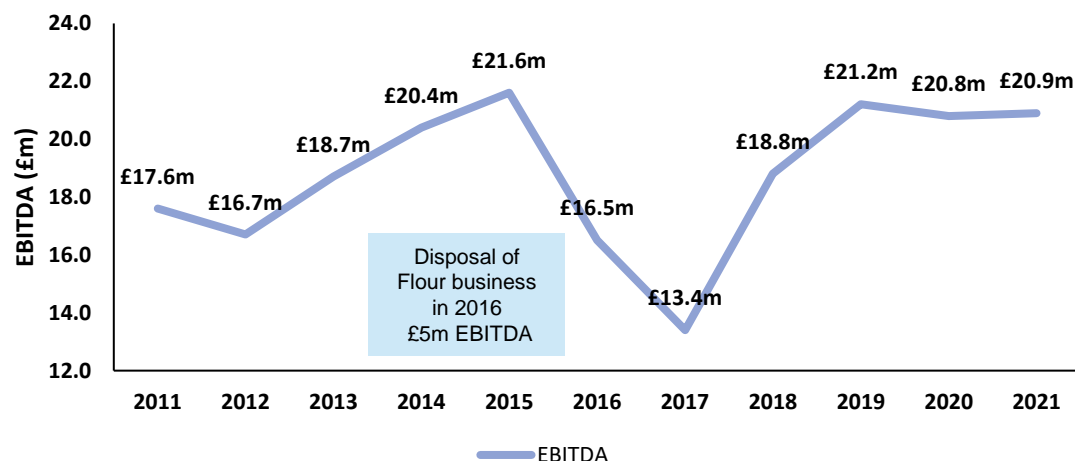 24.0
22.0
20.0
18.0
16.0
14.0
12.0
EBITDA (£m)
£17.6m
£16.7m
£18.7m
£20.4m
£21.6m
£16.5m
£13.4m
£18.8m
£21.2m
£20.8m
£20.9m
Disposal of
Flour business
in 2016
£5m EBITDA
2011 2012 2013 2014 2015 2016 2017 2018 2019 2020 2021
EBITDA